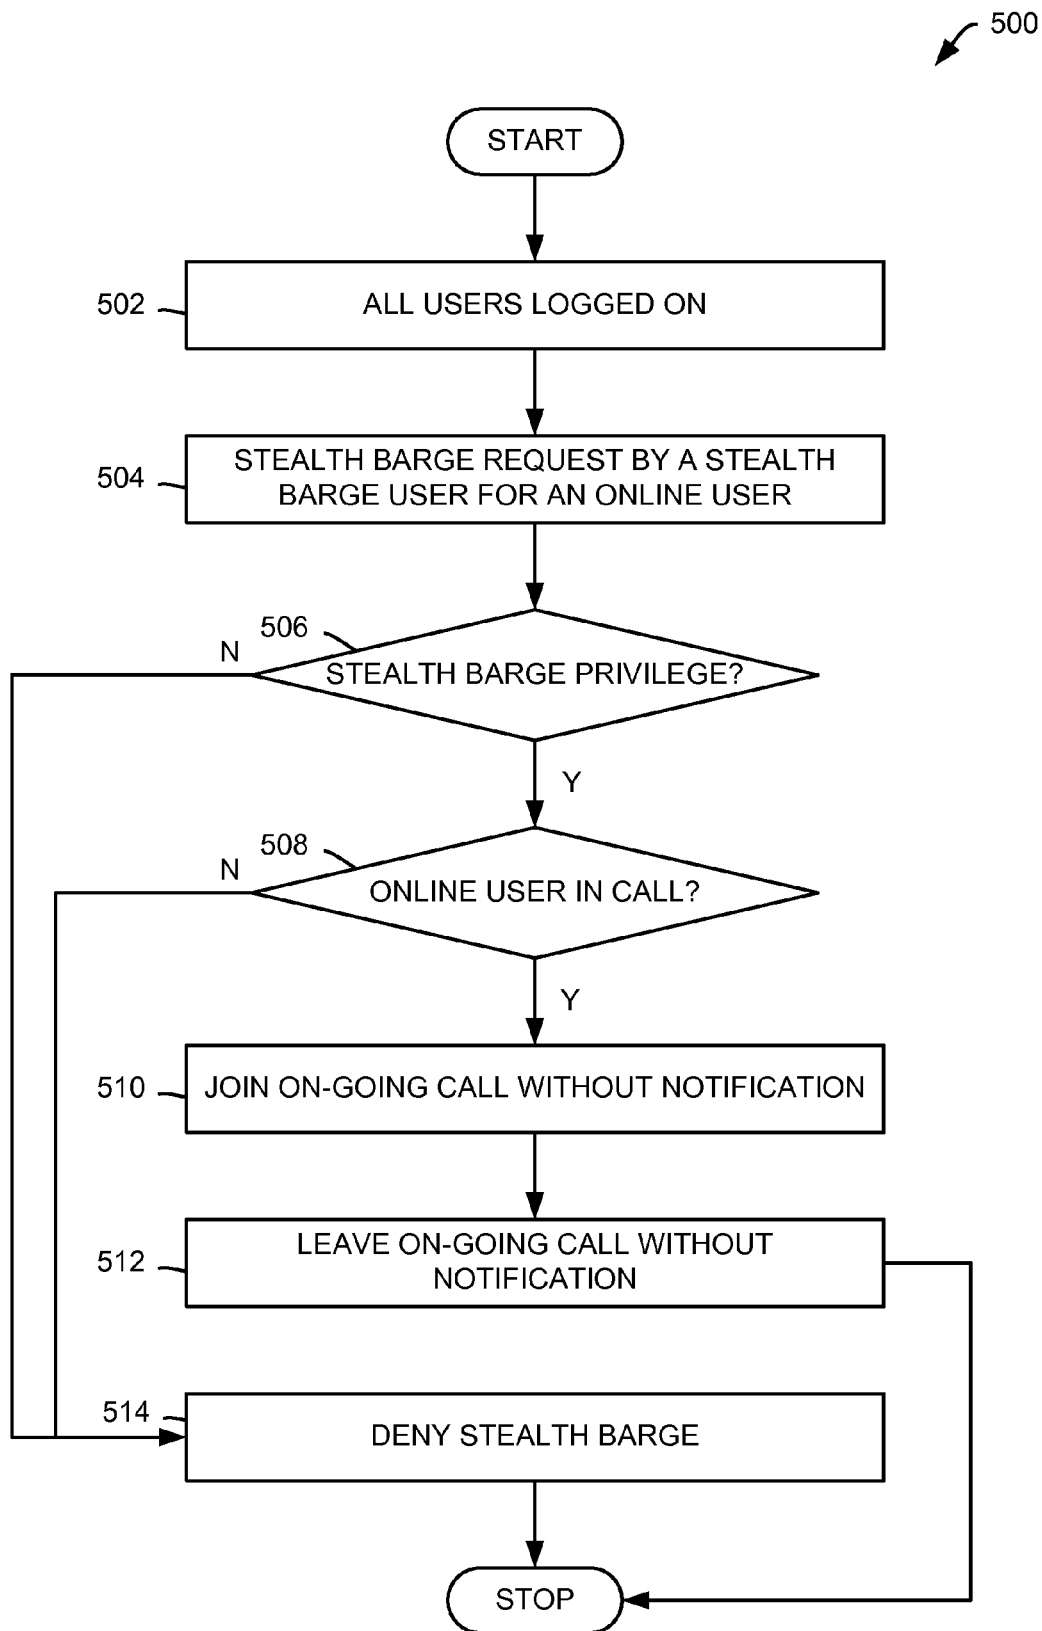 500
START
502
ALL USERS LOGGED ON
504
STEALTH BARGE REQUEST BY A STEALTH
BARGE USER FOR AN ONLINE USER
506
N
STEALTH BARGE PRIVILEGE?
Y
508
N
ONLINE USER IN CALL?
Y
510
JOIN ON-GOING CALL WITHOUT NOTIFICATION
512
LEAVE ON-GOING CALL WITHOUT
NOTIFICATION
514
DENY STEALTH BARGE
STOP